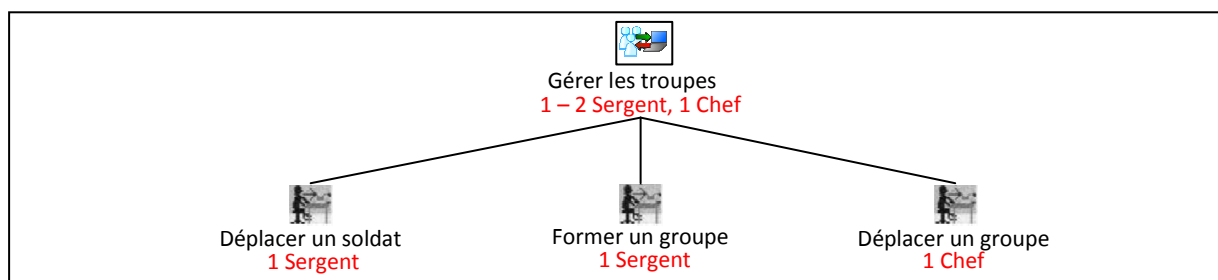 Gérer les troupes
1 – 2 Sergent, 1 Chef
Déplacer un soldat
1 Sergent
Former un groupe
1 Sergent
Déplacer un groupe
1 Chef